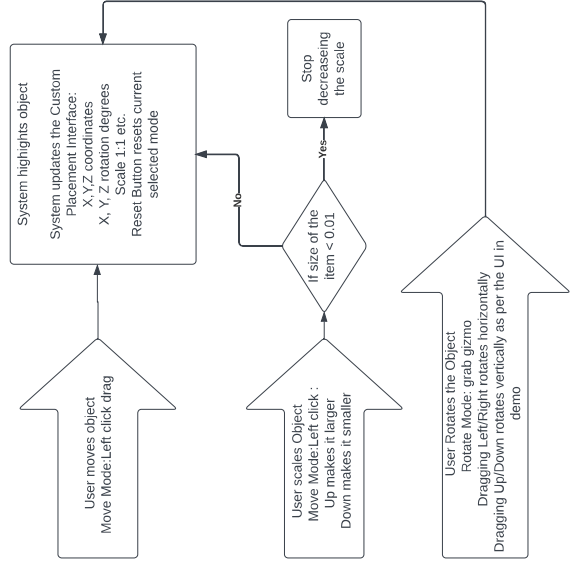 System highlights object
System updates the Custom
Placement Interface:
X,Y,Z coordinates
X, Y, Z rotation degrees
Scale 1:1 etc.
Reset Button resets current
selected mode
Stop
decreaseing
the scale
Yes
No
If size of the
item < 0.01
User moves object
Move Mode:Left click drag
User scales Object
Move Mode:Left click :
Up makes it larger
Down makes it smaller
User Rotates the Object
Rotate Mode: grab gizmo
Dragging Left/Right rotates horizontally
Dragging Up/Down rotates vertically as per the UI in
demo